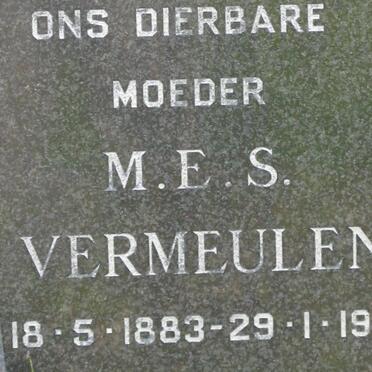 ONS DIERBARE
MOEDER
M.E.S.
VERMEULEN
18·5·1883-29·1·19